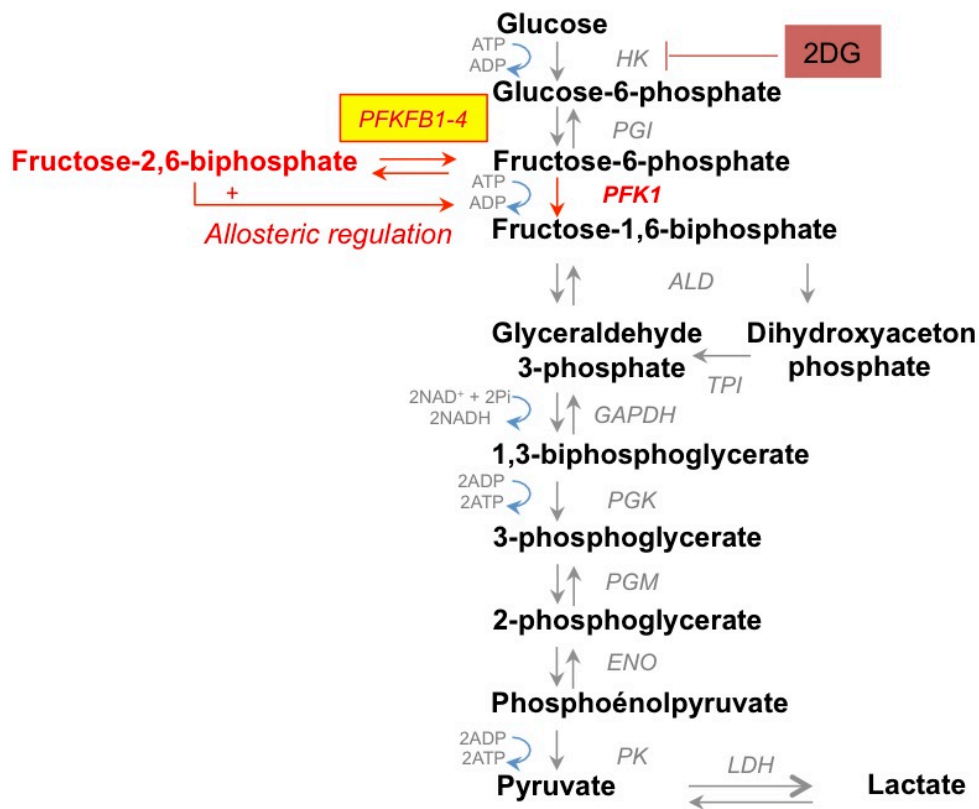 Glucose
ATP
ADP
HK
2DG
Glucose-6-phosphate
PFKFB1-4
PGI
Fructose-2,6-biphosphate
Fructose-6-phosphate
+
ATP
ADP
PFK1
Allosteric regulation
Fructose-1,6-biphosphate
ALD
Glyceraldehyde
3-phosphate
Dihydroxyaceton
phosphate
TPI
2NAD⁺ + 2Pi
2NADH
GAPDH
1,3-biphosphoglycerate
2ADP
2ATP
PGK
3-phosphoglycerate
PGM
2-phosphoglycerate
ENO
Phosphoénolpyruvate
2ADP
2ATP
PK
LDH
Pyruvate
Lactate